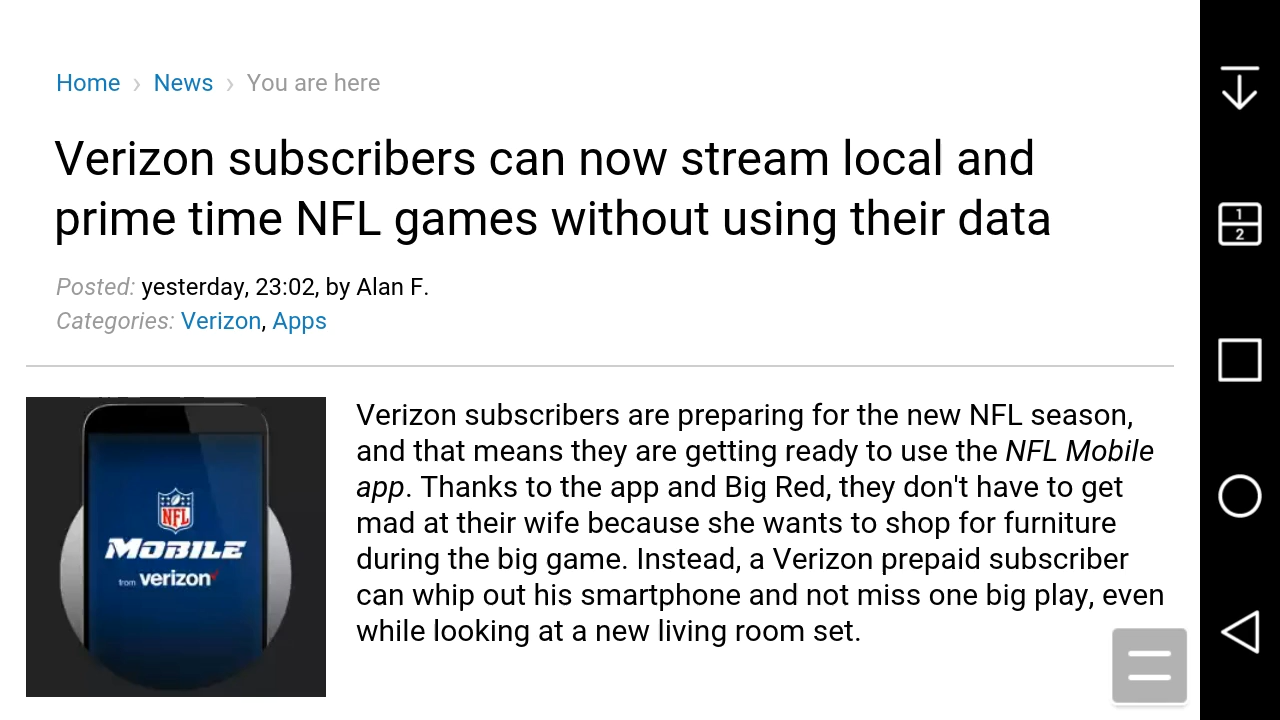 Home › News › You are here
Verizon subscribers can now stream local and
prime time NFL games without using their data
Posted: yesterday, 23:02, by Alan F.
Categories: Verizon, Apps
NFL
MOBILE
from verizon
Verizon subscribers are preparing for the new NFL season,
and that means they are getting ready to use the NFL Mobile
app. Thanks to the app and Big Red, they don't have to get
mad at their wife because she wants to shop for furniture
during the big game. Instead, a Verizon prepaid subscriber
can whip out his smartphone and not miss one big play, even
while looking at a new living room set.
1
2